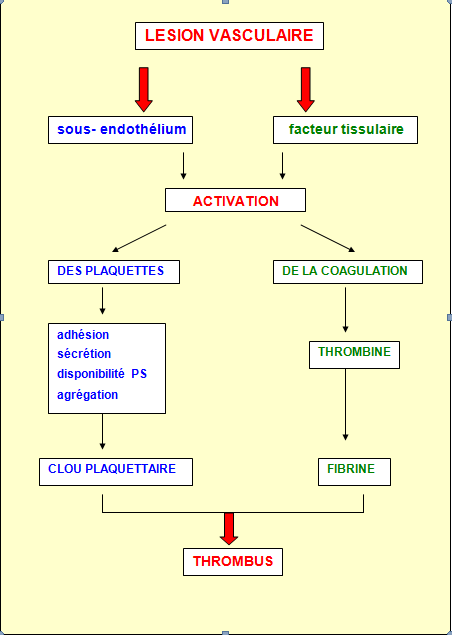 LESION VASCULAIRE
sous- endothélium
facteur tissulaire
ACTIVATION
DES PLAQUETTES
DE LA COAGULATION
adhésion
sécrétion
disponibilité PS
agrégation
THROMBINE
CLOU PLAQUETTAIRE
FIBRINE
THROMBUS